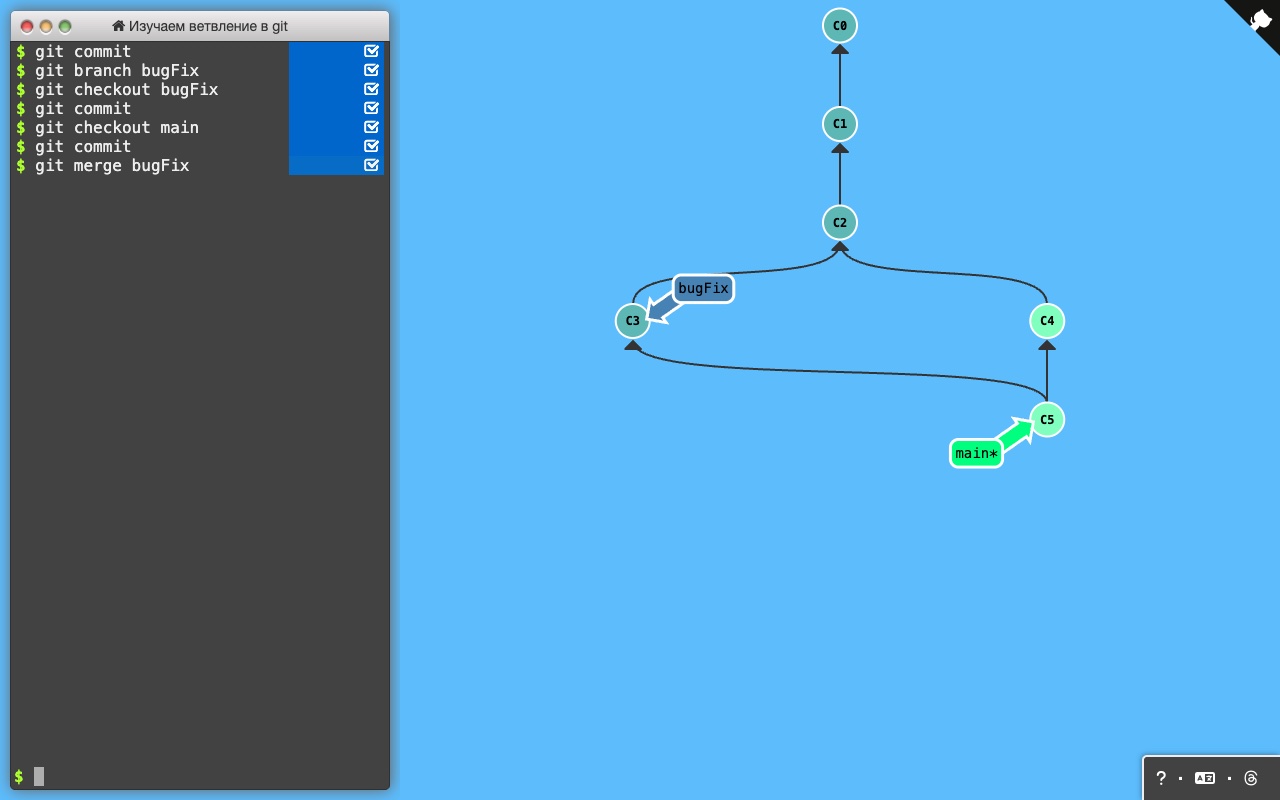 Изучаем ветвление в git
$ git commit
$ git branch bugFix
$ git checkout bugFix
$ git commit
$ git checkout main
$ git commit
$ git merge bugFix
$
C0
C1
C2
bugFix
C3
C4
C5
main*
? · AZ ·